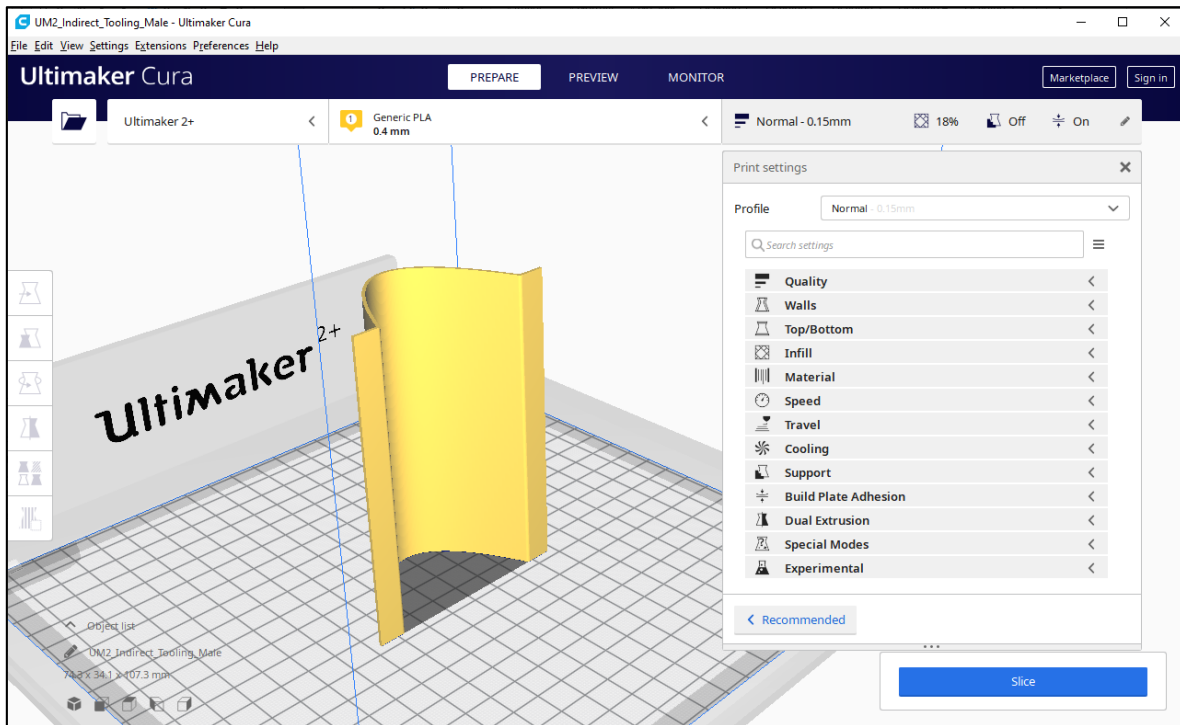 UM2_Indirect_Tooling_Male - Ultimaker Cura
File Edit View Settings Extensions Preferences Help
Ultimaker Cura
PREPARE PREVIEW MONITOR
Marketplace Sign in
Ultimaker 2+
1 Generic PLA
0.4 mm
Normal - 0.15mm 18% Off On
Print settings
Profile Normal - 0.15mm
Search settings
Quality
Walls
Top/Bottom
Infill
Material
Speed
Travel
Cooling
Support
Build Plate Adhesion
Dual Extrusion
Special Modes
Experimental
Recommended
Ultimaker 2+
Object list
UM2_Indirect_Tooling_Male
74.3 x 34.1 x 107.3 mm
Slice